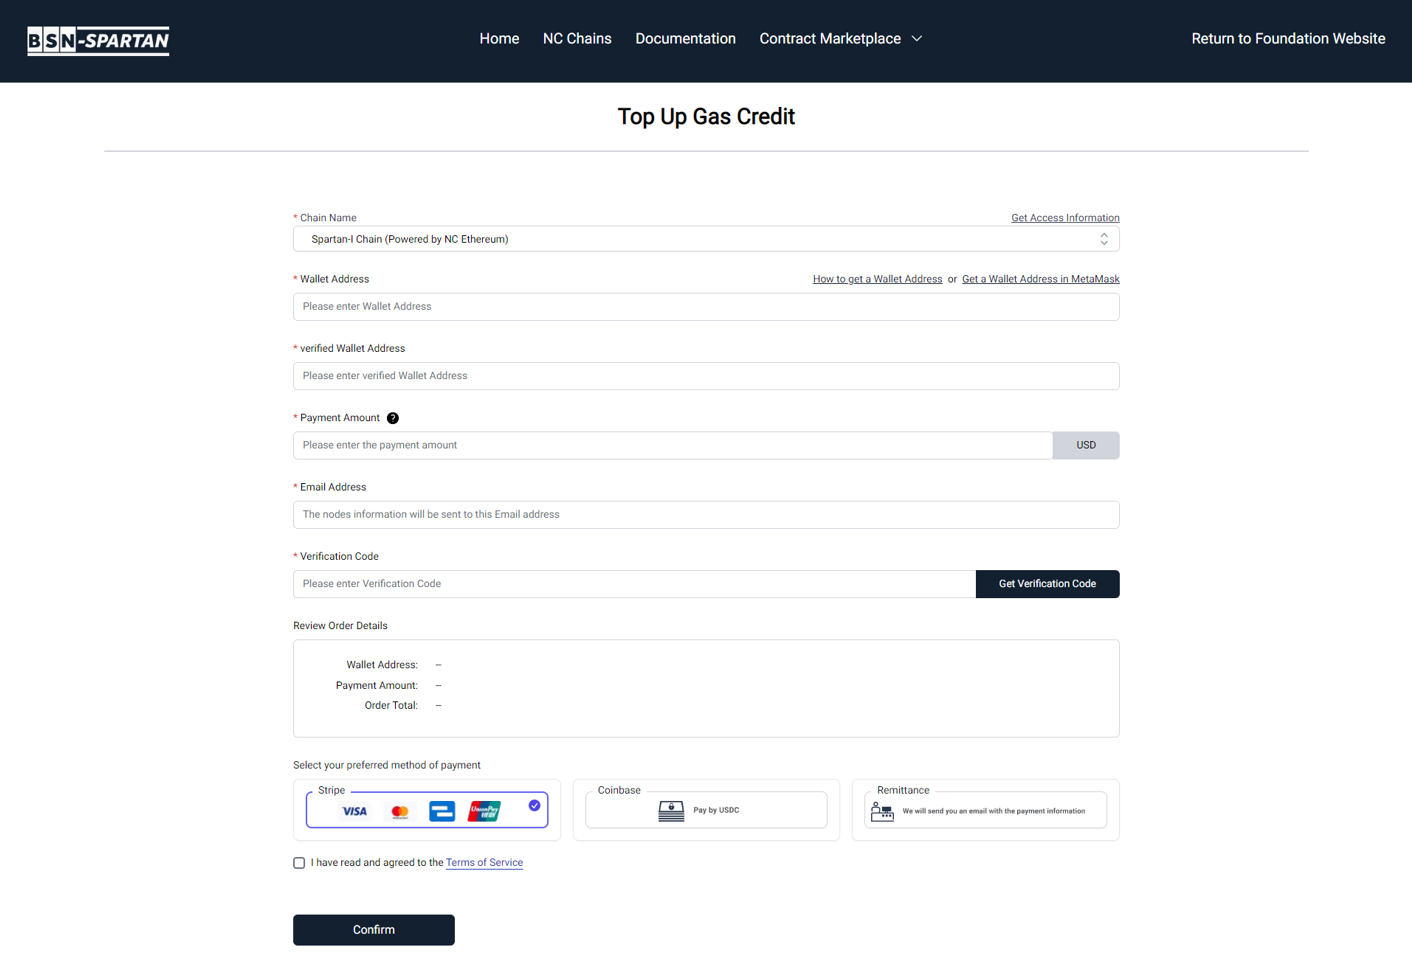 BSN-SPARTAN
Home NC Chains Documentation Contract Marketplace Return to Foundation Website
Top Up Gas Credit
* Chain Name Get Access Information
Spartan-I Chain (Powered by NC Ethereum)
* Wallet Address How to get a Wallet Address or Get a Wallet Address in MetaMask
Please enter Wallet Address
* verified Wallet Address
Please enter verified Wallet Address
* Payment Amount ?
Please enter the payment amount USD
* Email Address
The nodes information will be sent to this Email address
* Verification Code
Please enter Verification Code Get Verification Code
Review Order Details
Wallet Address: --
Payment Amount: --
Order Total: --
Select your preferred method of payment
Stripe Coinbase Remittance
VISA UnionPay Pay by USDC We will send you an email with the payment information
I have read and agreed to the Terms of Service
Confirm